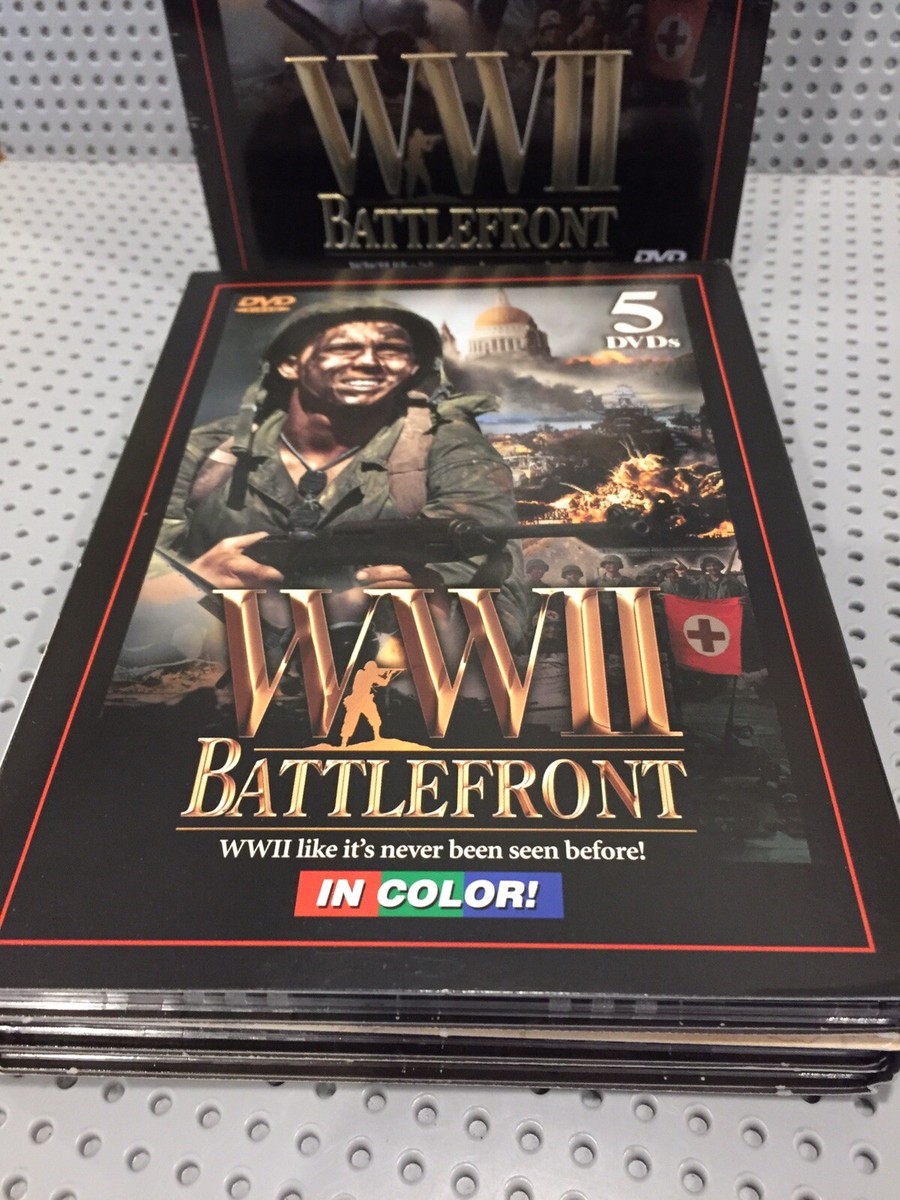 WWII
BATTLEFRONT
DVD
DVD
5
DVDs
WWII
BATTLEFRONT
WWII like it's never been seen before!
IN COLOR!